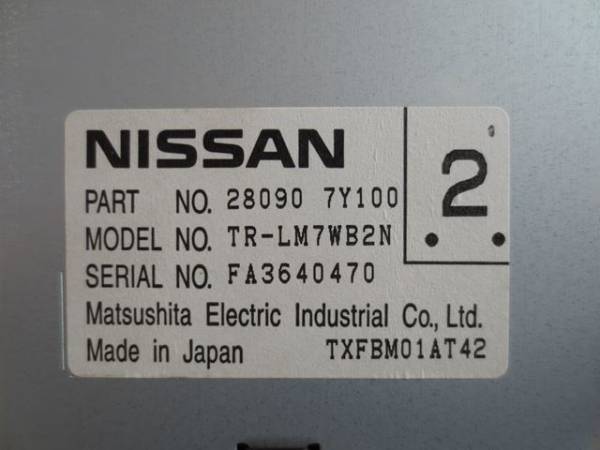 NISSAN
2
PART NO. 28090 7Y100
MODEL NO. TR-LM7WB2N
SERIAL NO. FA3640470
Matsushita Electric Industrial Co., Ltd.
Made in Japan TXFBM01AT42